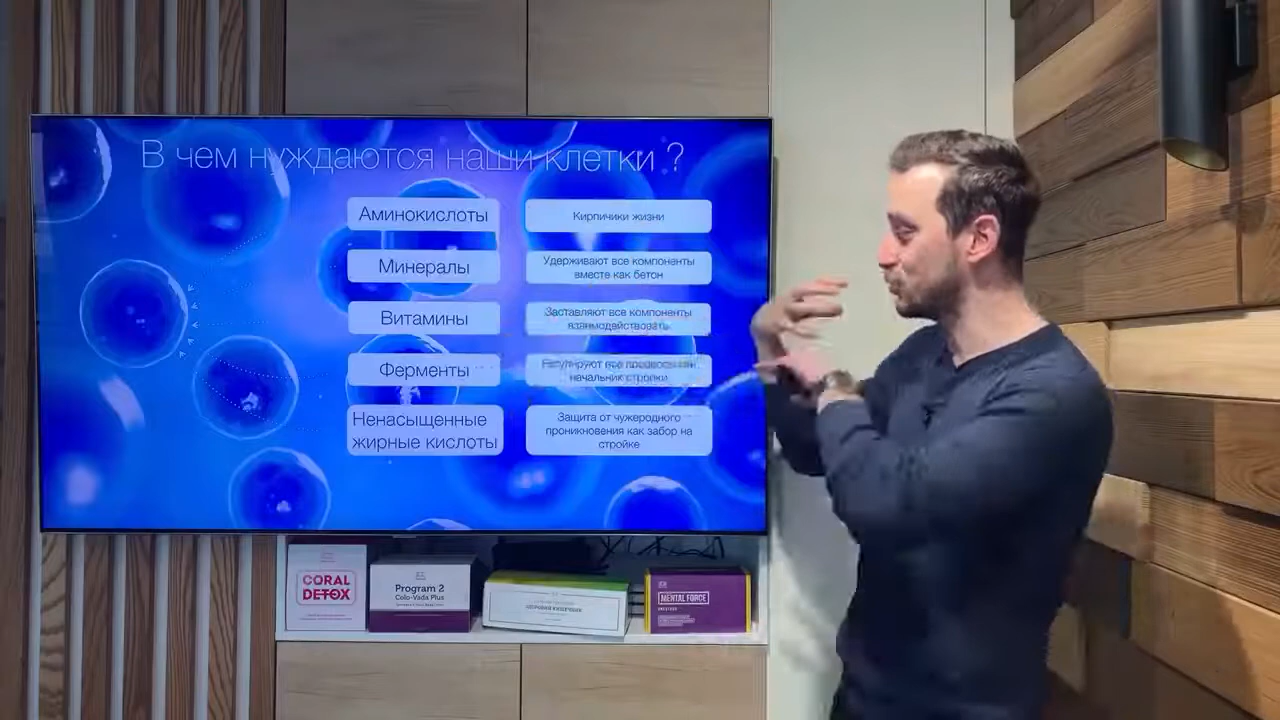 В чем нуждаются наши клетки ?
Аминокислоты
Кирпичики жизни
Минералы
Удерживают все компоненты
вместе как бетон
Витамины
Заставляют все компоненты
взаимодействовать
Ферменты
Регулируют все
начальник стройки
Ненасыщенные
жирные кислоты
Защита от чужеродного
проникновения как забор на
стройке
CORAL
DETOX
Program 2
Colo-Vada Plus
MENTAL FORCE